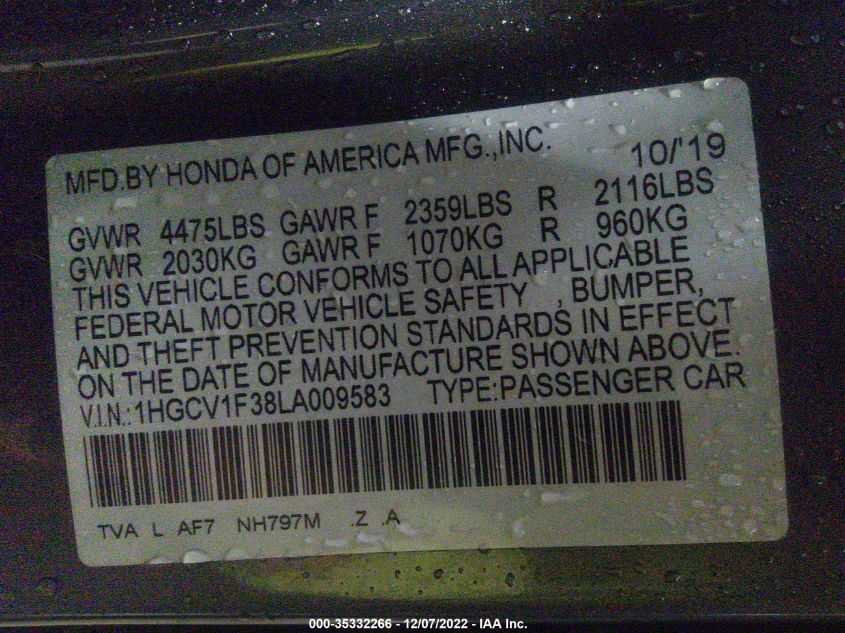 MFD.BY HONDA OF AMERICA MFG.,INC. 10/'19
GVWR 4475LBS GAWR F 2359LBS R 2116LBS
GVWR 2030KG GAWR F 1070KG R 960KG
THIS VEHICLE CONFORMS TO ALL APPLICABLE
FEDERAL MOTOR VEHICLE SAFETY , BUMPER,
AND THEFT PREVENTION STANDARDS IN EFFECT
ON THE DATE OF MANUFACTURE SHOWN ABOVE.
V.I.N.:1HGCV1F38LA009583 TYPE:PASSENGER CAR
TVA L AF7 NH797M .Z .A
000-35332266 - 12/07/2022 - IAA Inc.